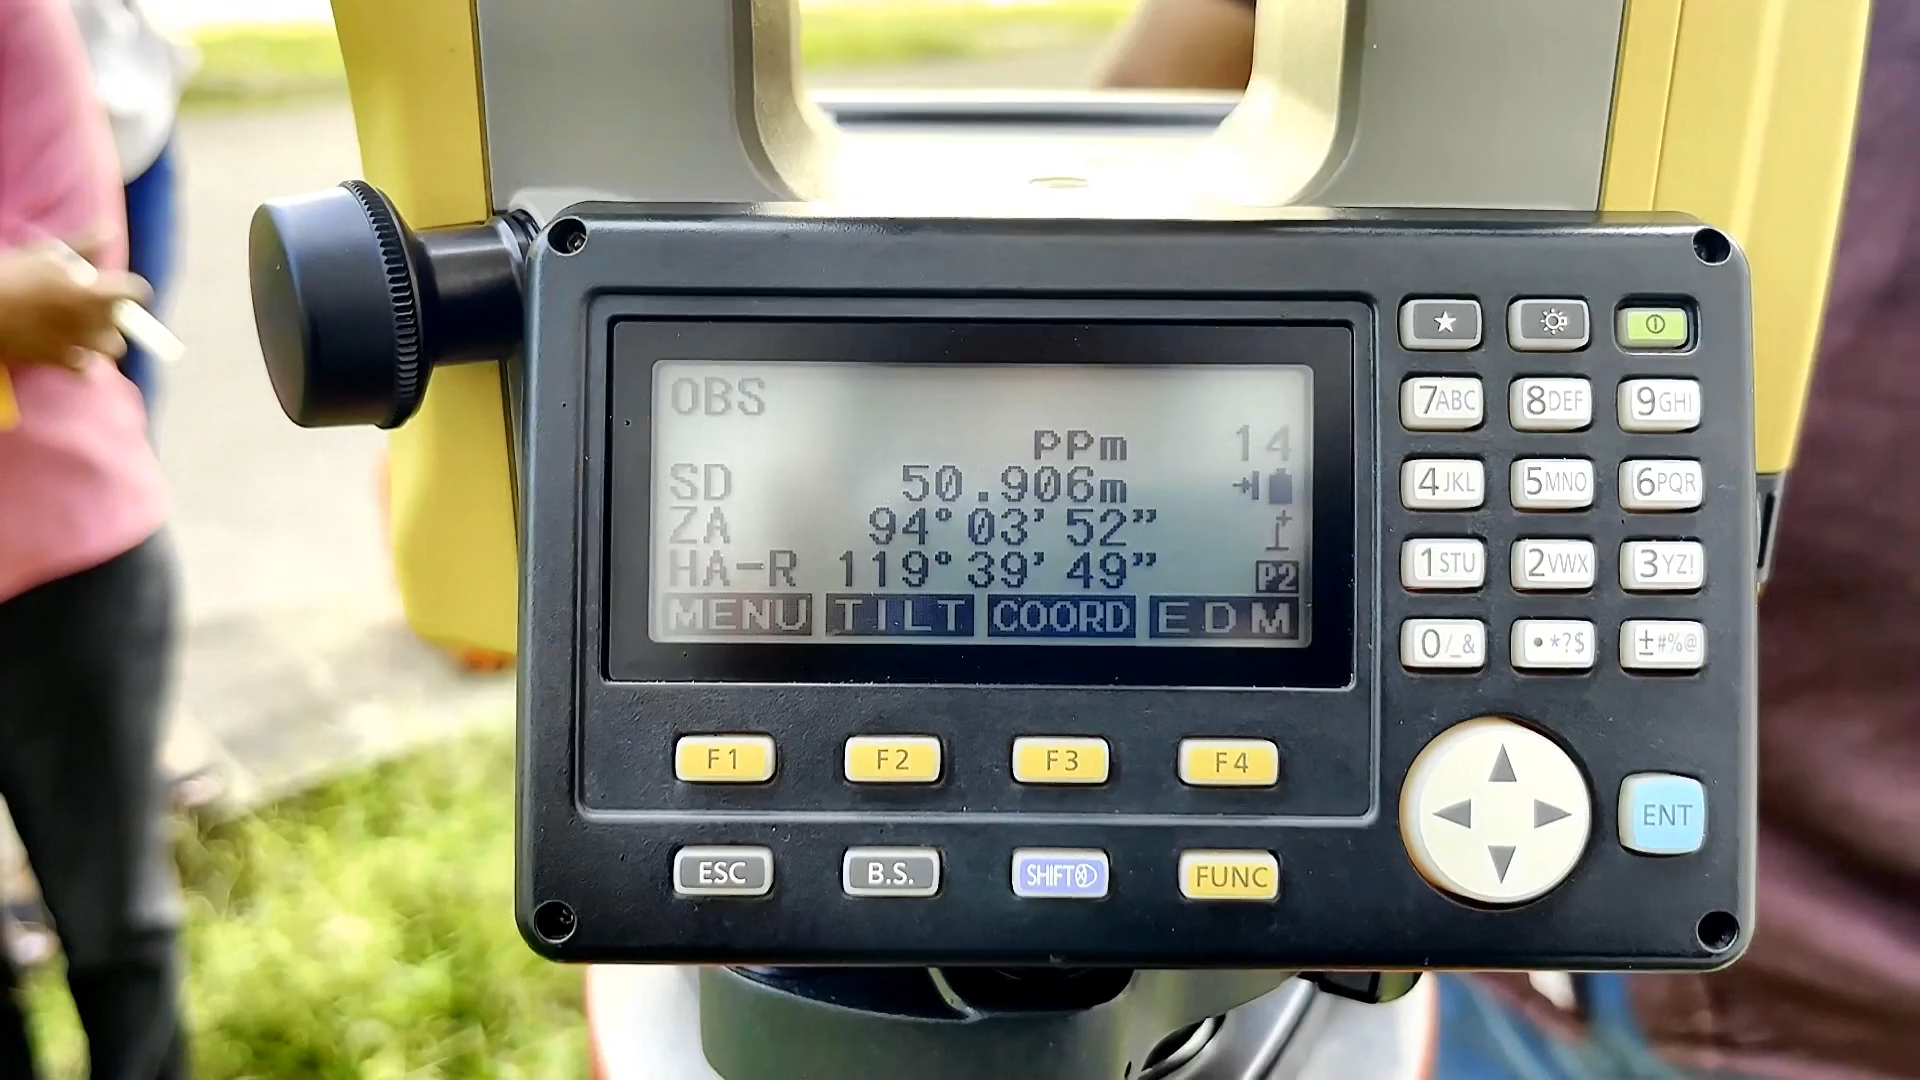 OBS
ppm 14
SD 50.906m
ZA 94°03'52"
HA-R 119°39'49"
P2
MENU TILT COORD EDM
7ABC 8DEF 9GHI
4JKL 5MNO 6PQR
1STU 2VWX 3YZ!
0/_& •*?$ ±#%@
F1 F2 F3 F4
ENT
ESC B.S. SHIFT FUNC